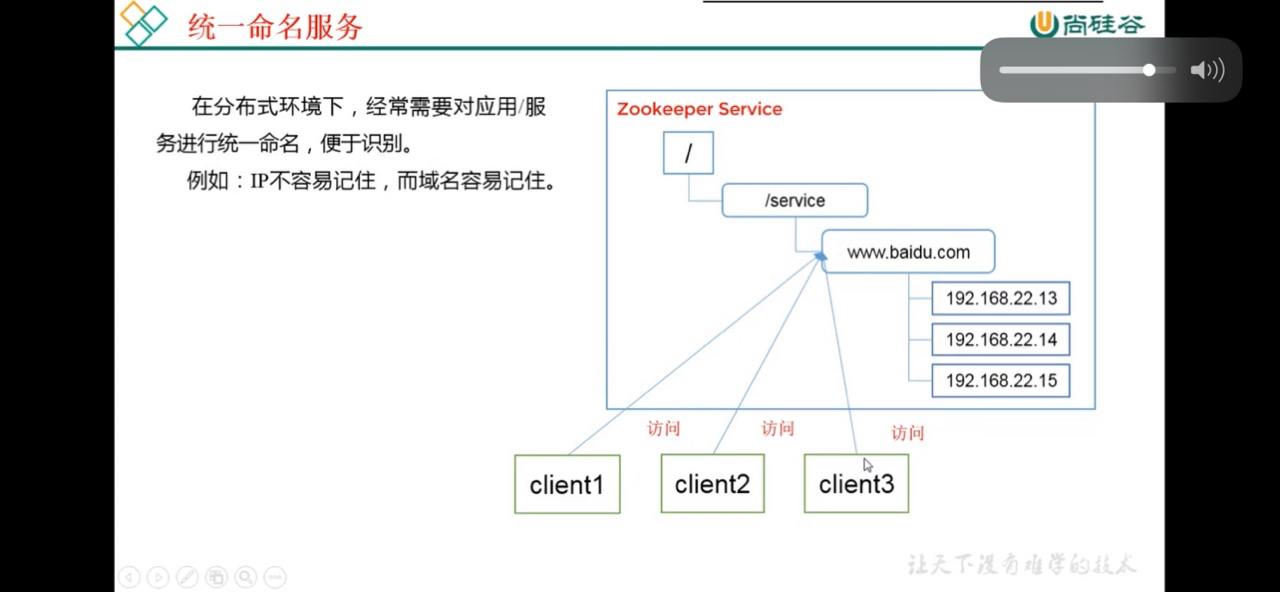 统一命名服务
尚硅谷
在分布式环境下，经常需要对应用/服
务进行统一命名，便于识别。
例如：IP不容易记住，而域名容易记住。
Zookeeper Service
/
/service
www.baidu.com
192.168.22.13
192.168.22.14
192.168.22.15
访问
访问
访问
client1
client2
client3
让天下没有难学的技术